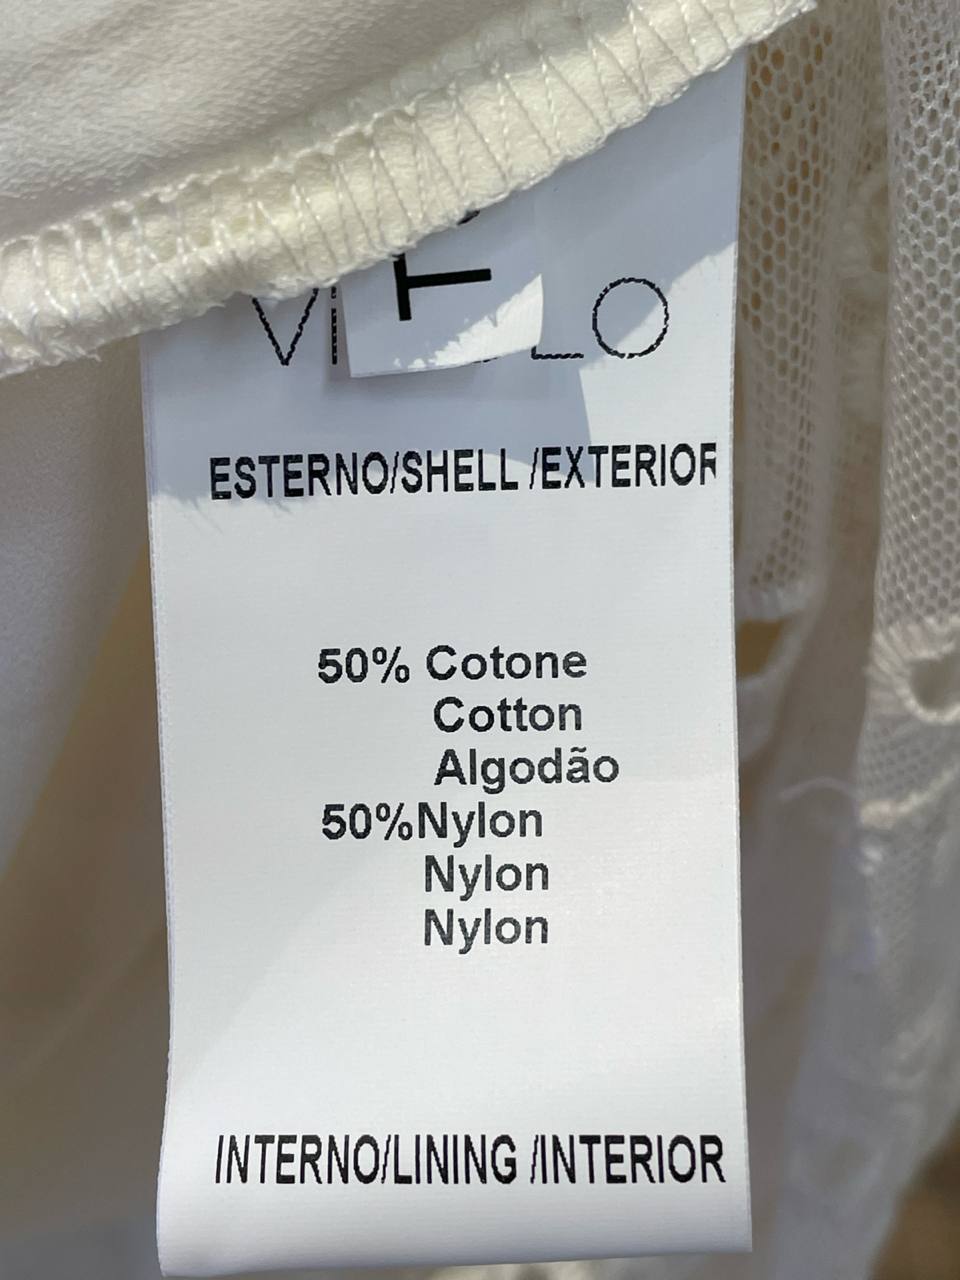 ESTERNO/SHELL /EXTERIOR
50% Cotone
Cotton
Algodão
50%Nylon
Nylon
Nylon
INTERNO/LINING /INTERIOR